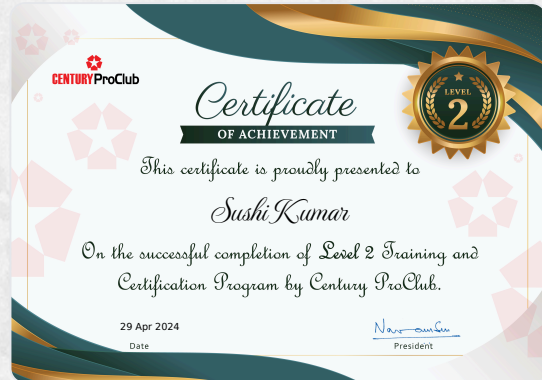 CENTURY ProClub
Certificate
OF ACHIEVEMENT
LEVEL
2
This certificate is proudly presented to
Sushi Kumar
On the successful completion of Level 2 Training and
Certification Program by Century ProClub.
29 Apr 2024
Date
President